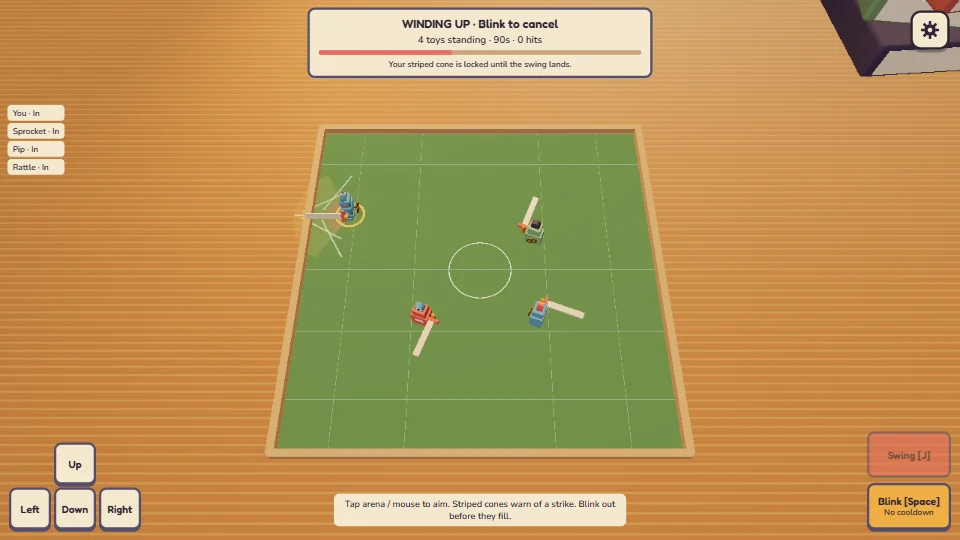 WINDING UP · Blink to cancel
4 toys standing · 90s · 0 hits
Your striped cone is locked until the swing lands.
You · In
Sprocket · In
Pip · In
Rattle · In
Up
Left
Down
Right
Tap arena / mouse to aim. Striped cones warn of a strike. Blink out
before they fill.
Swing [J]
Blink [Space]
No cooldown